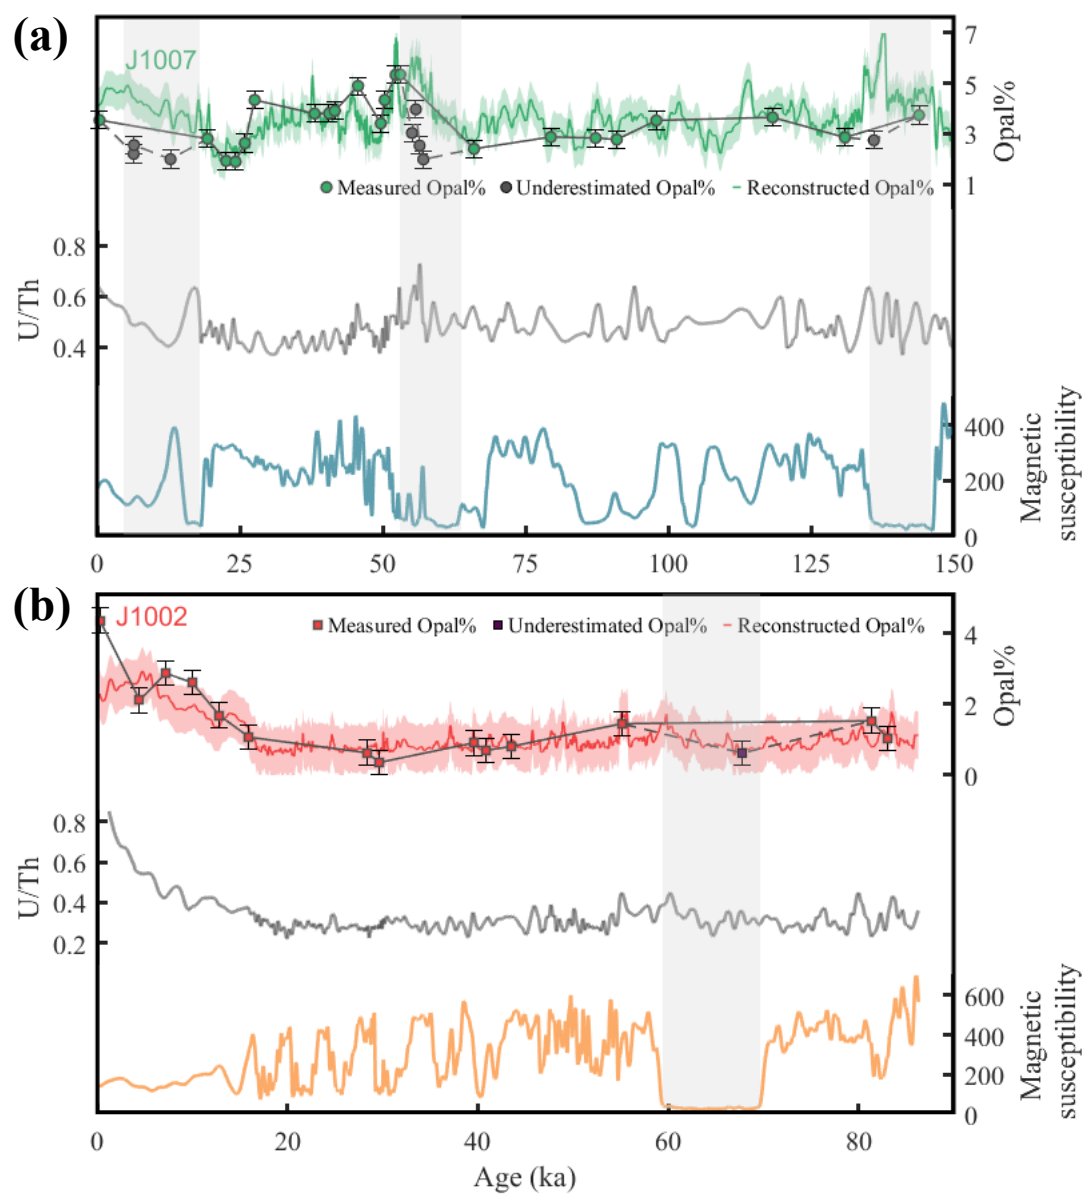 (a)
J1007
7
5
3
1
Opal%
Measured Opal% Underestimated Opal% Reconstructed Opal%
0.8
0.6
0.4
U/Th
400
200
0
Magnetic
susceptibility
0 25 50 75 100 125 150
(b)
J1002
Measured Opal% Underestimated Opal% Reconstructed Opal%
4
2
0
Opal%
0.8
0.6
0.4
0.2
U/Th
600
400
200
0
Magnetic
susceptibility
0 20 40 60 80
Age (ka)